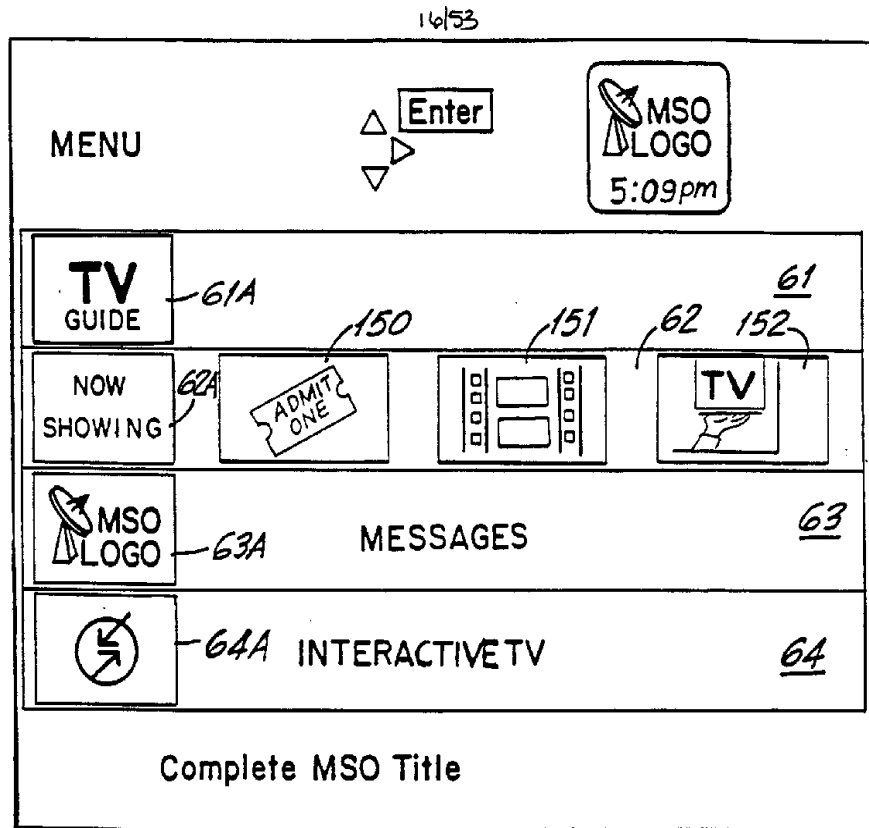 16/53
MENU
Enter
MSO
LOGO
5:09pm
TV
GUIDE
61A
61
150
151
62
152
NOW
SHOWING
62A
ADMIT
ONE
TV
MSO
LOGO
63A
MESSAGES
63
64A
INTERACTIVE TV
64
Complete MSO Title